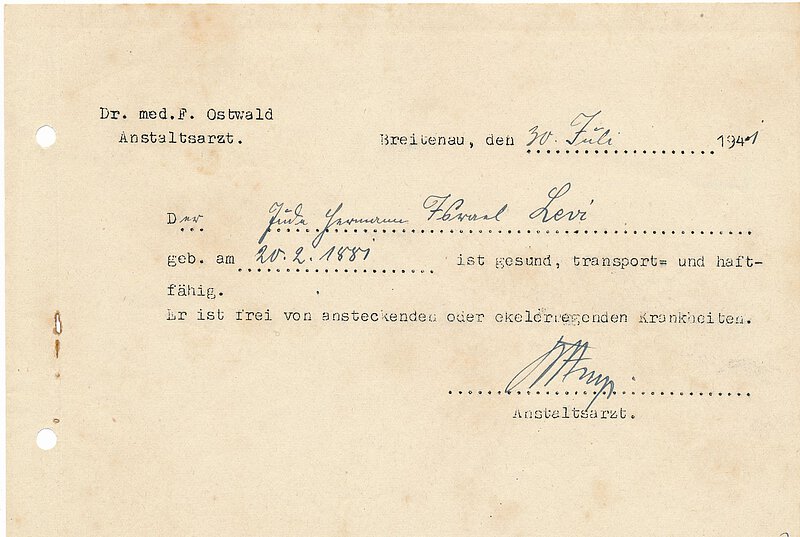 Dr. med.F. Ostwald
Anstaltsarzt.
Breitenau, den 30. Juli 1941
Der Jude Hermann Israel Levi
geb. am 20.2.1881 ist gesund, transport= und haft-
fähig.
Er ist frei von ansteckenden oder ekelerregenden Krankheiten.
Anstaltsarzt.